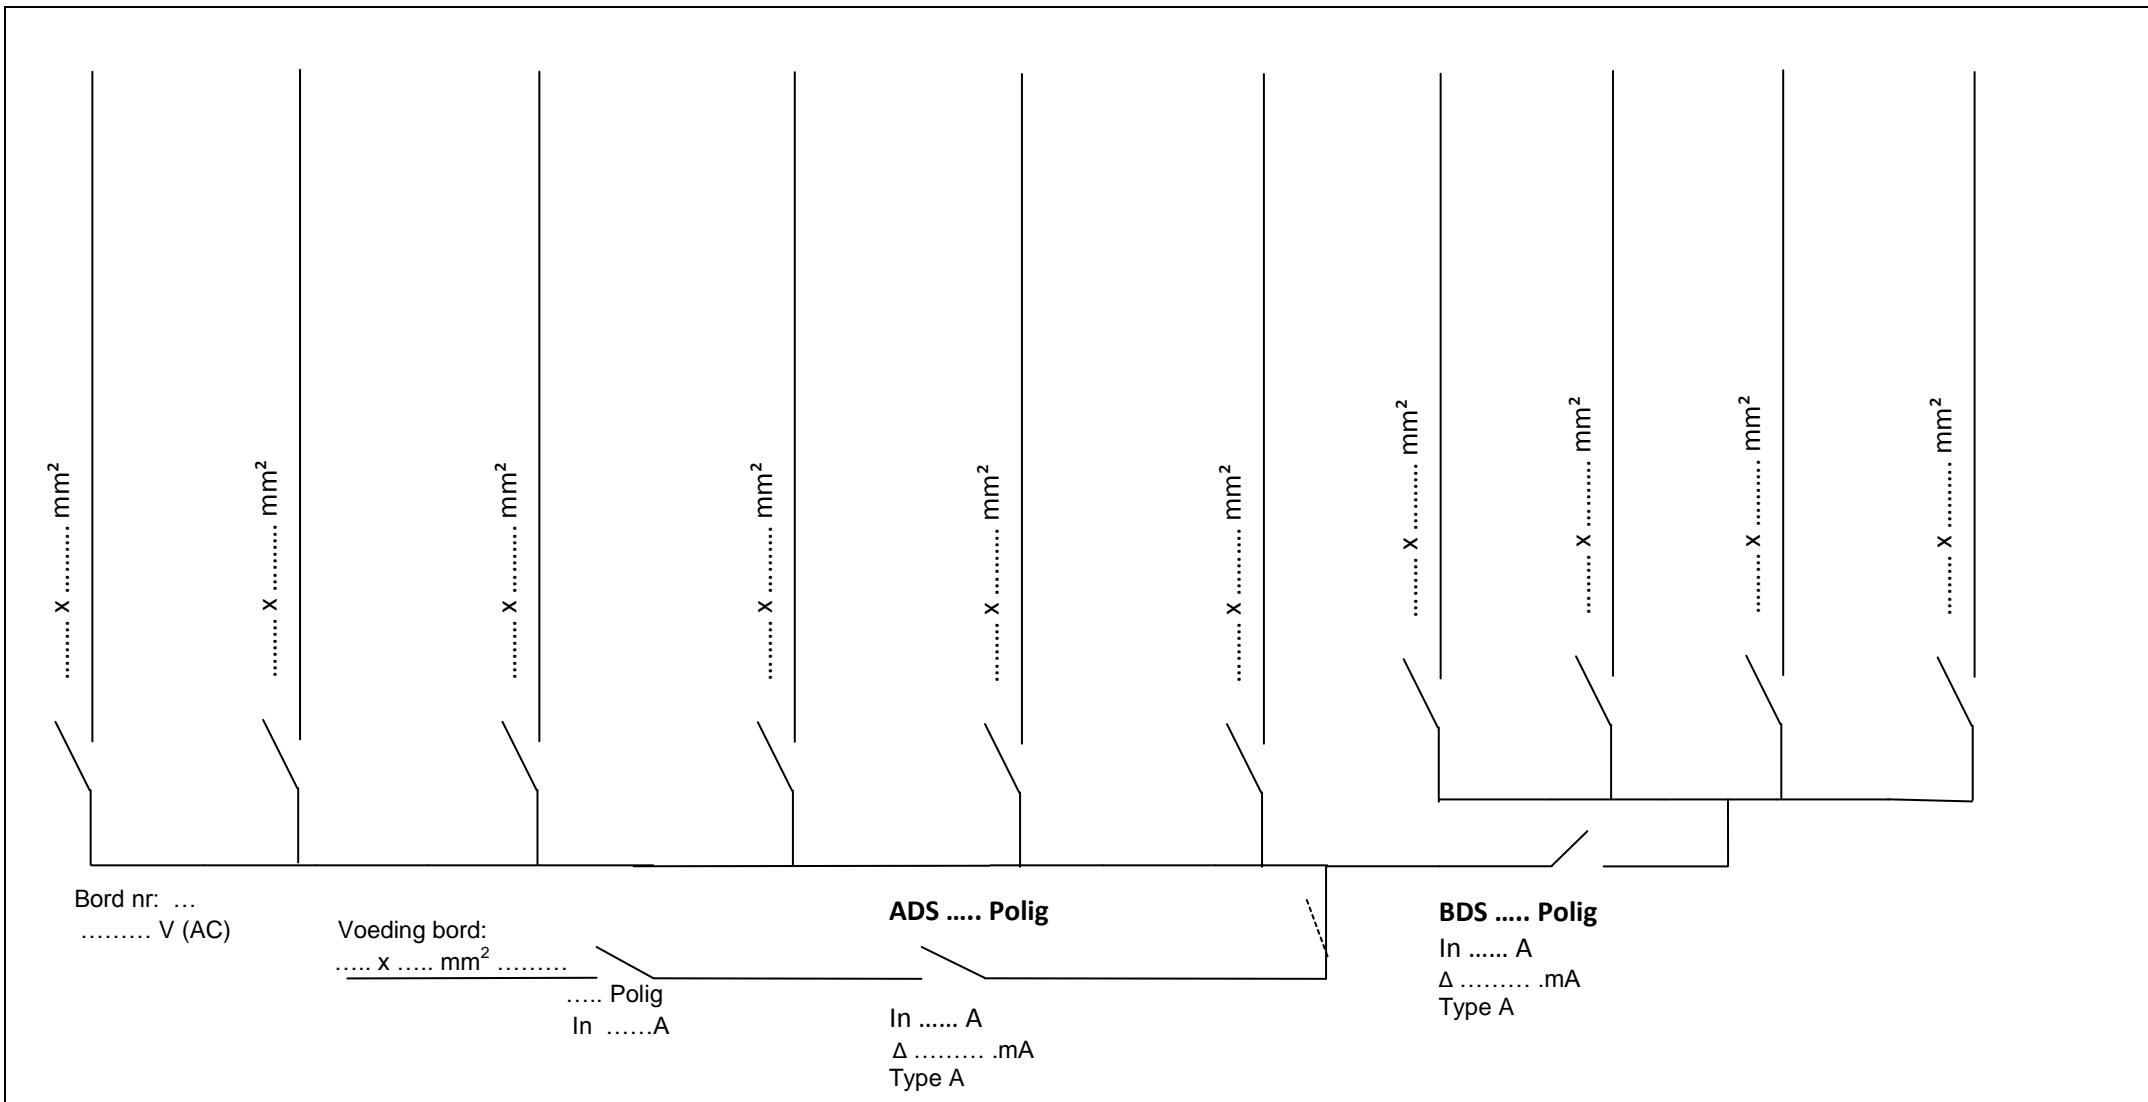 ……… x ………… mm²
……… x ………… mm²
……… x ………… mm²
……… x ………… mm²
……… x ………… mm²
……… x ………… mm²
……… x ………… mm²
……… x ………… mm²
……… x ………… mm²
……… x ………… mm²
Bord nr: …
……… V (AC)
Voeding bord:
….. x ….. mm² ………
….. Polig
In ……A
ADS ….. Polig
In …… A
Δ ……… .mA
Type A
BDS ….. Polig
In …… A
Δ ……… .mA
Type A